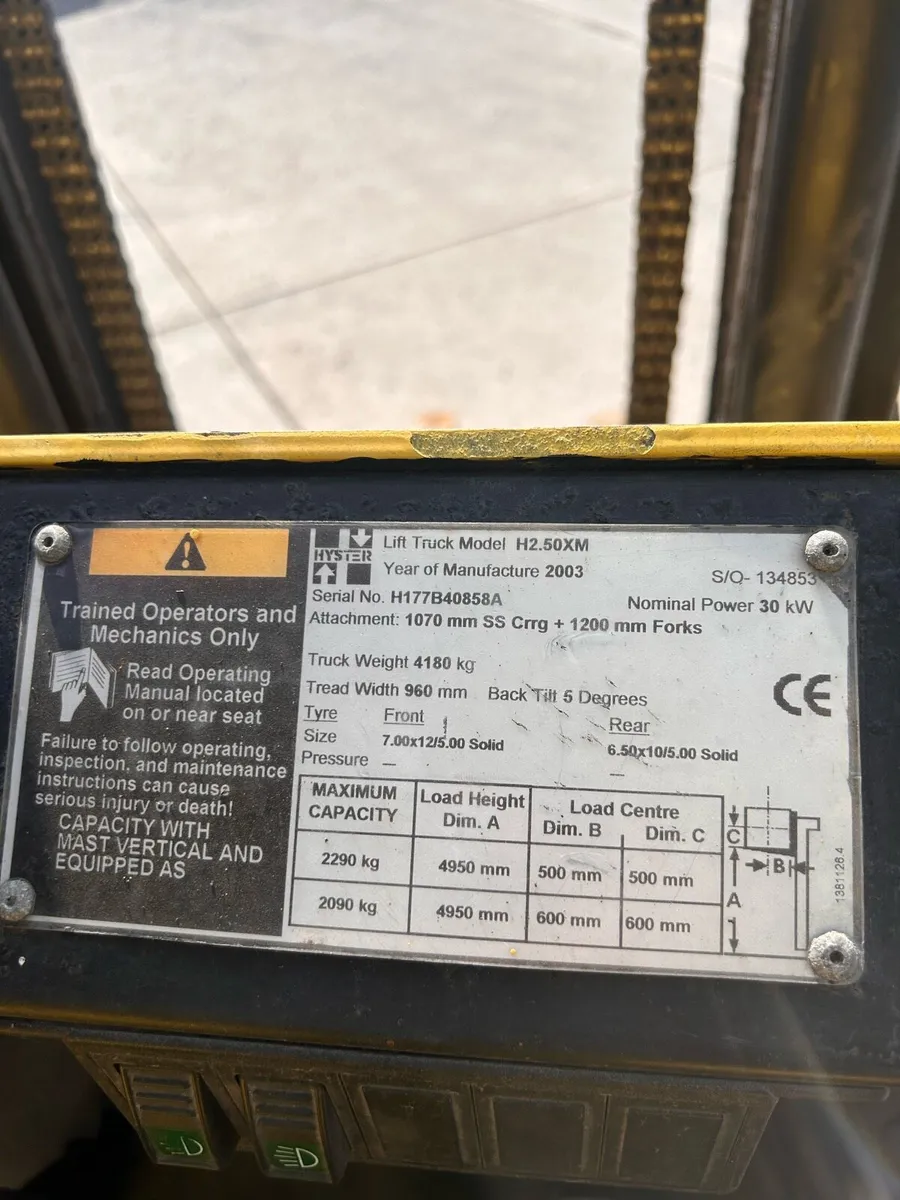 HYSTER
Lift Truck Model H2.50XM
Year of Manufacture 2003
S/O- 134853
Serial No. H177B40858A
Nominal Power 30 kW
Attachment: 1070 mm SS Crrg + 1200 mm Forks
Truck Weight 4180 kg
Tread Width 960 mm Back Tilt 5 Degrees
CE
Tyre Front Rear
Size 7.00x12/5.00 Solid 6.50x10/5.00 Solid
Pressure — —
Trained Operators and
Mechanics Only
Read Operating
Manual located
on or near seat
Failure to follow operating,
inspection, and maintenance
instructions can cause
serious injury or death!
CAPACITY WITH
MAST VERTICAL AND
EQUIPPED AS
MAXIMUM CAPACITY
Load Height Dim. A
Load Centre
Dim. B Dim. C
2290 kg 4950 mm 500 mm 500 mm
2090 kg 4950 mm 600 mm 600 mm
C
B
A
1381128.4